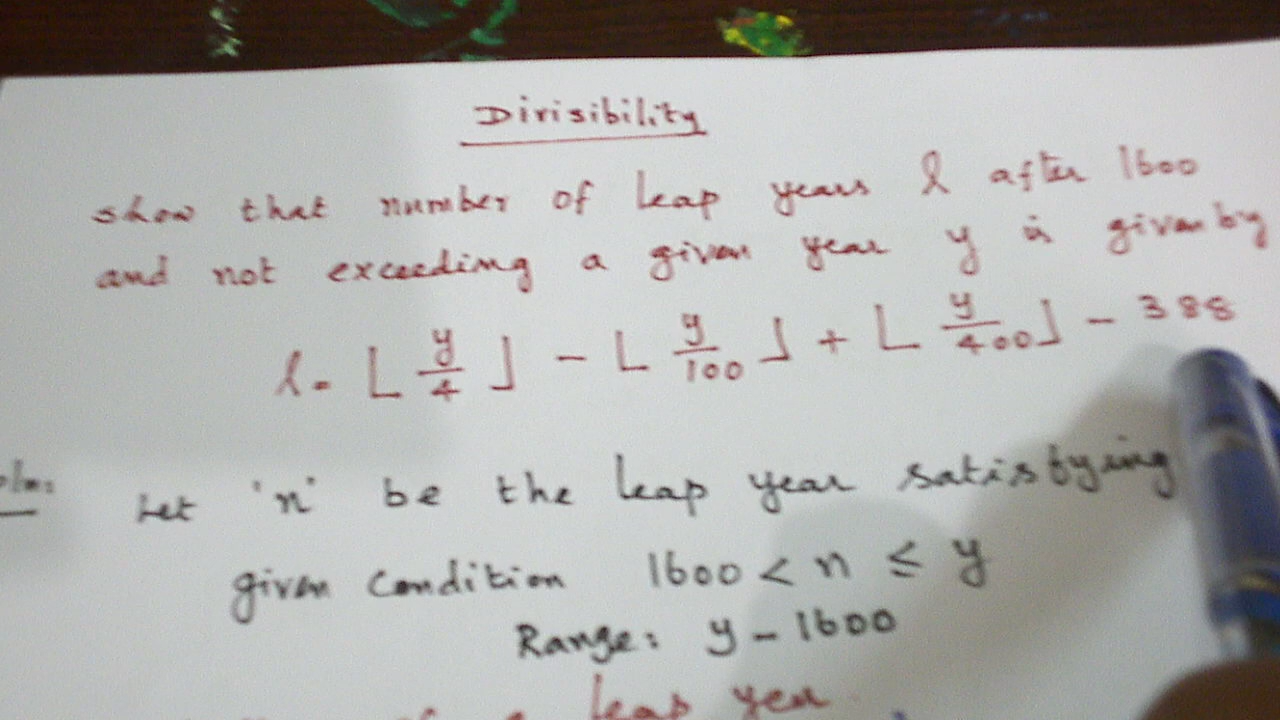 Divisibility
show that number of leap years l after 1600
and not exceeding a given year y is given by
l = ⌊ y/4 ⌋ - ⌊ y/100 ⌋ + ⌊ y/400 ⌋ - 388
oln:
Let 'n' be the leap year satisfying
given condition 1600 < n ≤ y
Range: y - 1600
a leap year